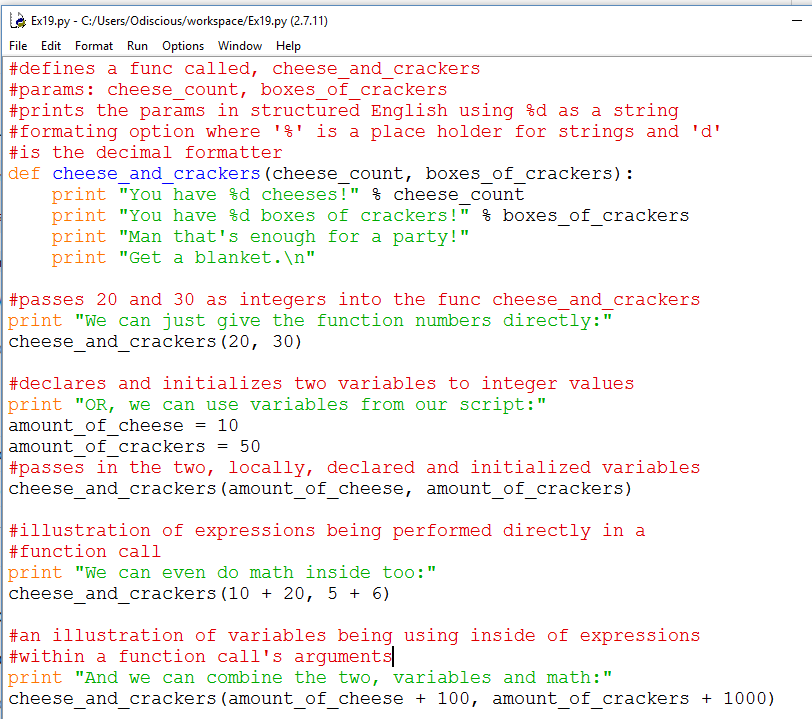 Ex19.py - C:/Users/Odiscious/workspace/Ex19.py (2.7.11)
File Edit Format Run Options Window Help
#defines a func called, cheese_and_crackers
#params: cheese_count, boxes_of_crackers
#prints the params in structured English using %d as a string
#formating option where '%' is a place holder for strings and 'd'
#is the decimal formatter
def cheese_and_crackers(cheese_count, boxes_of_crackers):
    print "You have %d cheeses!" % cheese_count
    print "You have %d boxes of crackers!" % boxes_of_crackers
    print "Man that's enough for a party!"
    print "Get a blanket.\n"

#passes 20 and 30 as integers into the func cheese_and_crackers
print "We can just give the function numbers directly:"
cheese_and_crackers(20, 30)

#declares and initializes two variables to integer values
print "OR, we can use variables from our script:"
amount_of_cheese = 10
amount_of_crackers = 50
#passes in the two, locally, declared and initialized variables
cheese_and_crackers(amount_of_cheese, amount_of_crackers)

#illustration of expressions being performed directly in a
#function call
print "We can even do math inside too:"
cheese_and_crackers(10 + 20, 5 + 6)

#an illustration of variables being using inside of expressions
#within a function call's arguments
print "And we can combine the two, variables and math:"
cheese_and_crackers(amount_of_cheese + 100, amount_of_crackers + 1000)